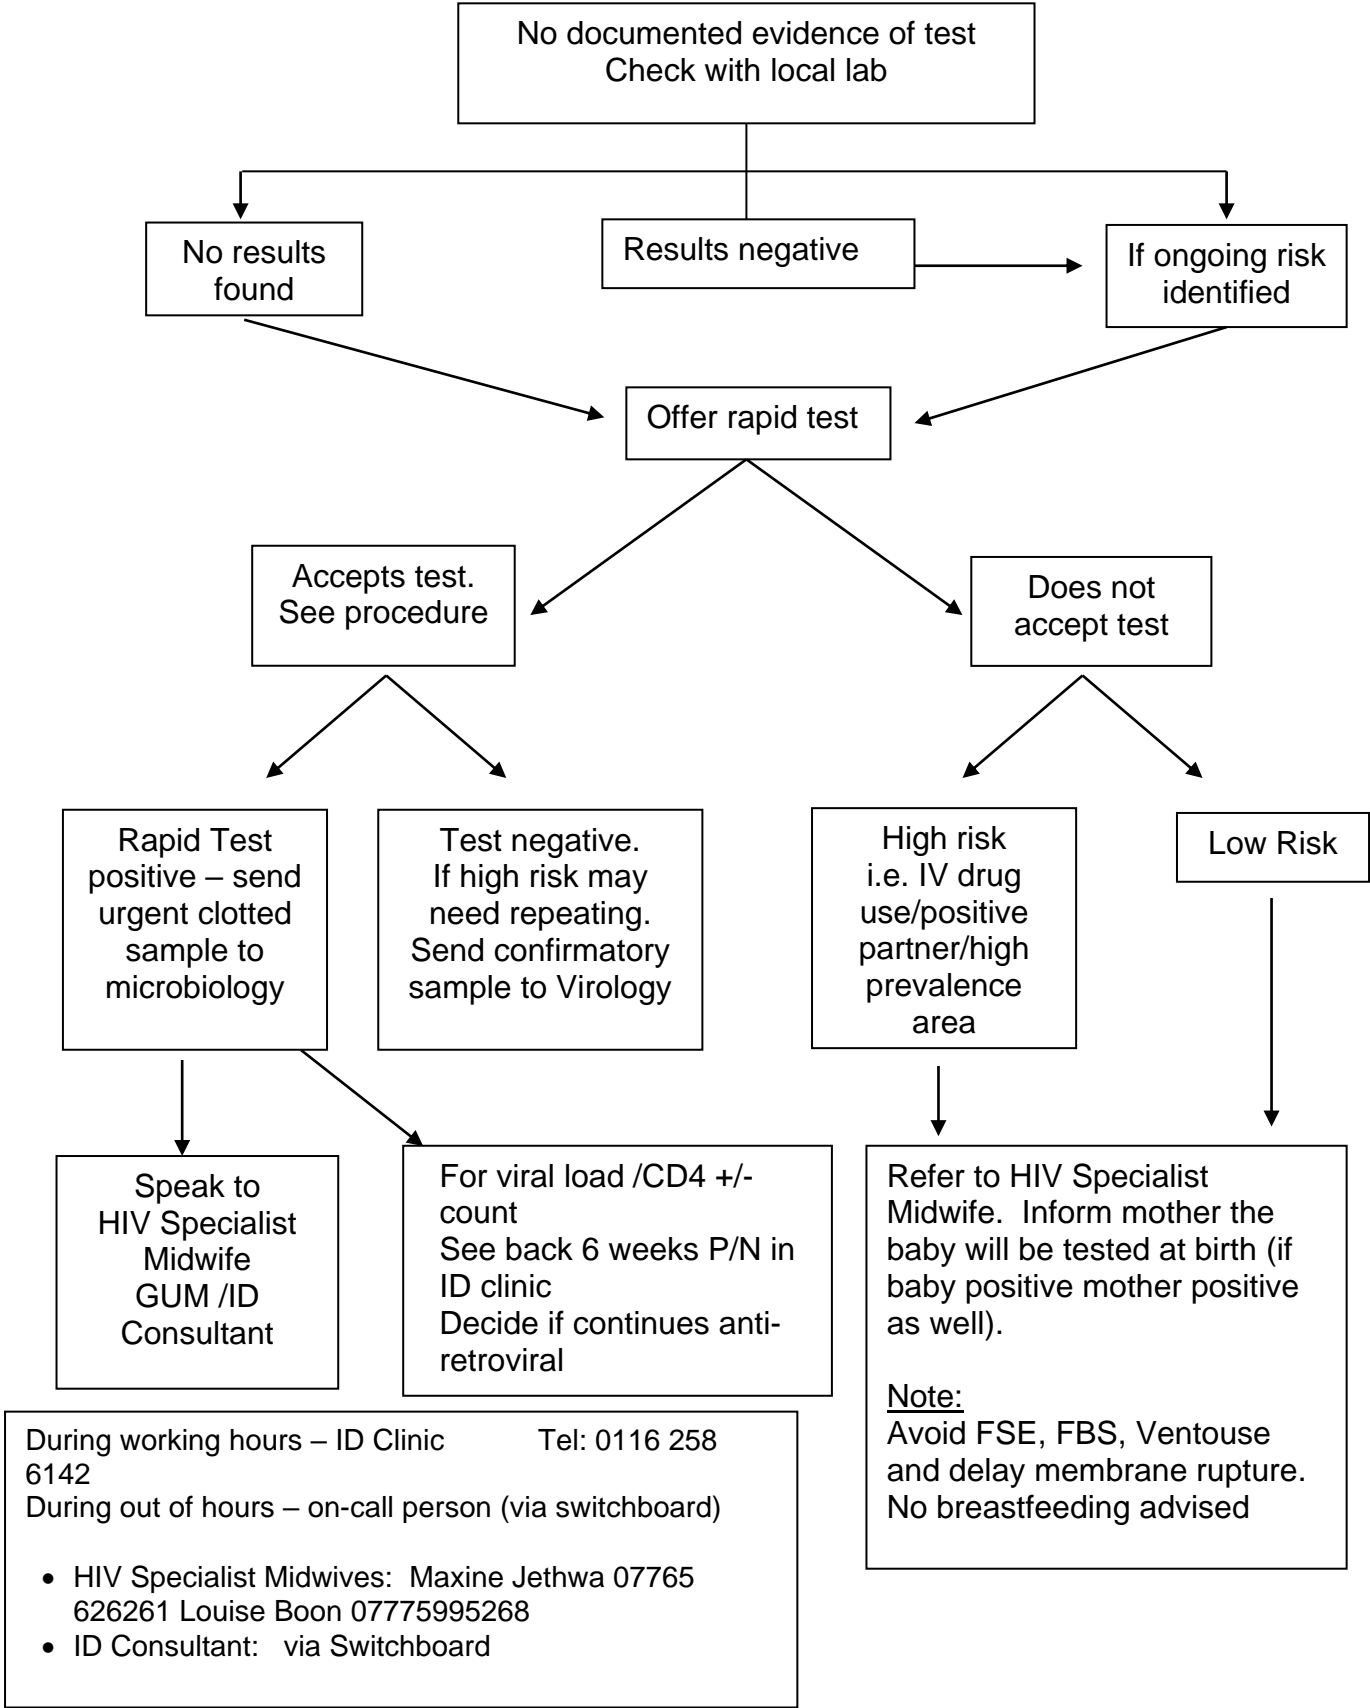 No documented evidence of test
Check with local lab
No results
found
Results negative
If ongoing risk
identified
Offer rapid test
Accepts test.
See procedure
Does not
accept test
Rapid Test
positive – send
urgent clotted
sample to
microbiology
Test negative.
If high risk may
need repeating.
Send confirmatory
sample to Virology
High risk
i.e. IV drug
use/positive
partner/high
prevalence
area
Low Risk
Speak to
HIV Specialist
Midwife
GUM /ID
Consultant
For viral load /CD4 +/-
count
See back 6 weeks P/N in
ID clinic
Decide if continues anti-
retroviral
Refer to HIV Specialist
Midwife. Inform mother the
baby will be tested at birth (if
baby positive mother positive
as well).
Note:
Avoid FSE, FBS, Ventouse
and delay membrane rupture.
No breastfeeding advised
During working hours – ID Clinic Tel: 0116 258
6142
During out of hours – on-call person (via switchboard)
• HIV Specialist Midwives: Maxine Jethwa 07765
626261 Louise Boon 07775995268
• ID Consultant: via Switchboard